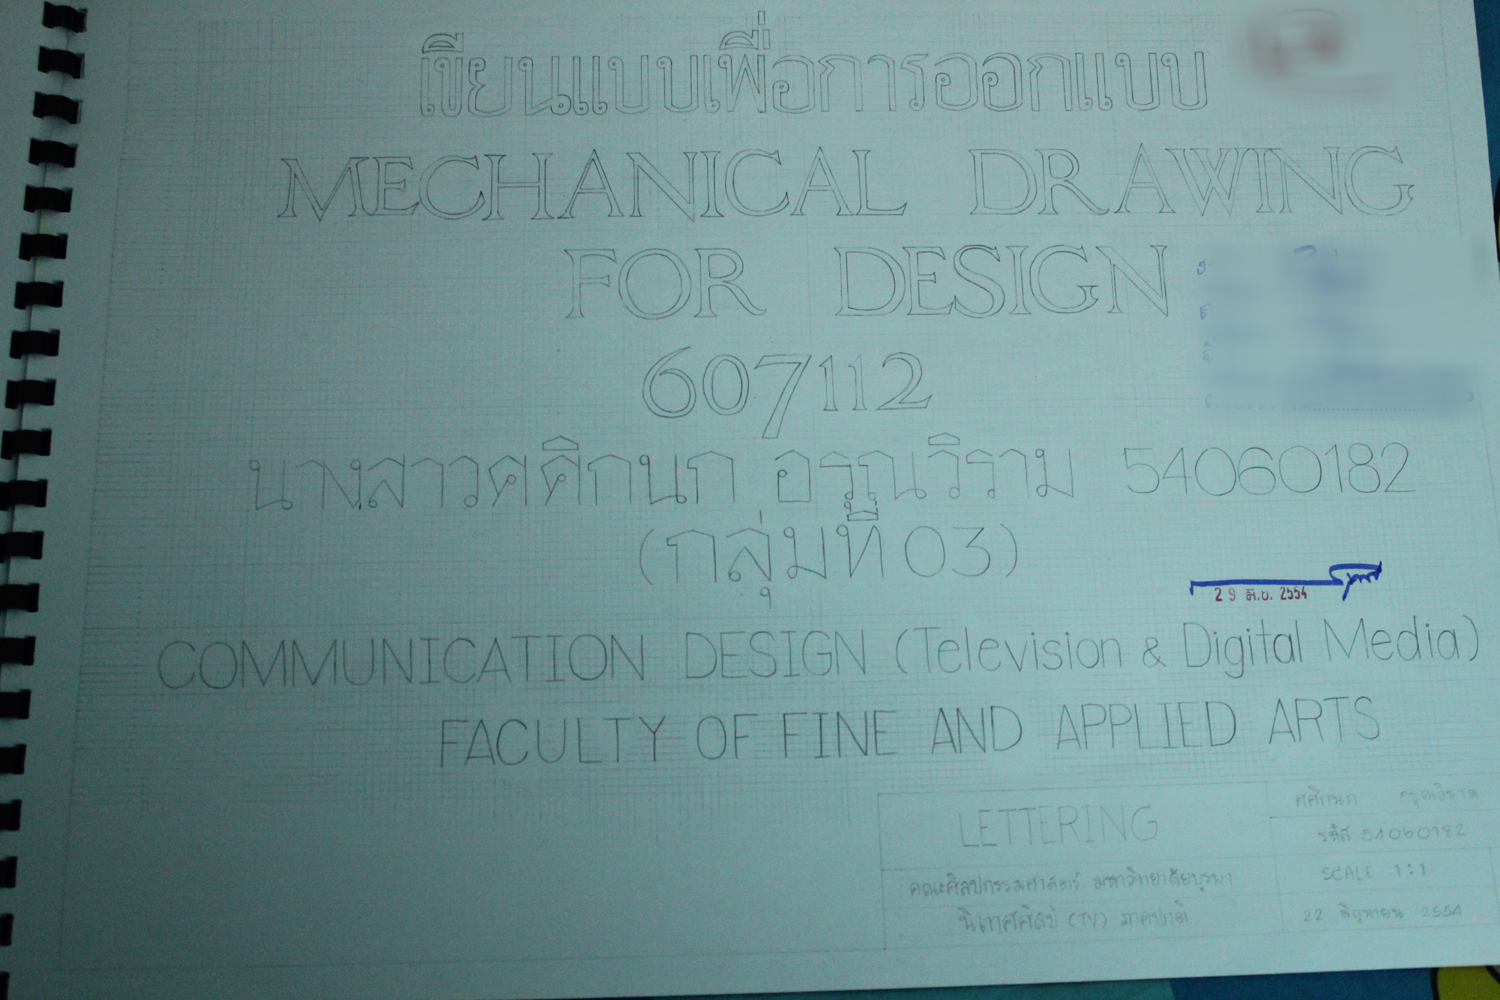 เขียนแบบเพื่อการออกแบบ
MECHANICAL DRAWING
FOR DESIGN
607112
นางสาวศศิกนก อรุณวิราม 54060182
(กลุ่มที่ 03)
29 มิ.ย. 2554
COMMUNICATION DESIGN (Television & Digital Media)
FACULTY OF FINE AND APPLIED ARTS
LETTERING
ศศิกนก อรุณวิราม
รหัส 54060182
คณะศิลปกรรมศาสตร์ มหาวิทยาลัยบูรพา
SCALE 1:1
นิเทศศิลป์ (TV) ภาคปกติ
22 มิถุนายน 2554